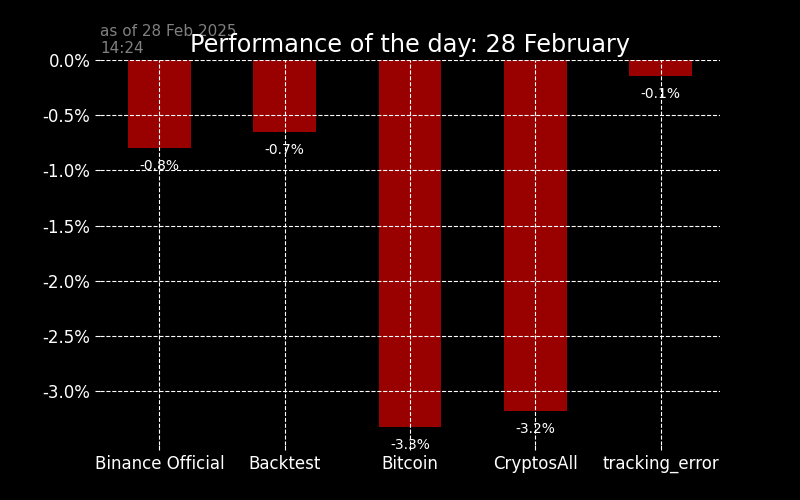 as of 28 Feb 2025
14:24
Performance of the day: 28 February
0.0%
-0.5%
-1.0%
-1.5%
-2.0%
-2.5%
-3.0%
-0.8%
-0.7%
-3.3%
-3.2%
-0.1%
Binance Official
Backtest
Bitcoin
CryptosAll
tracking_error